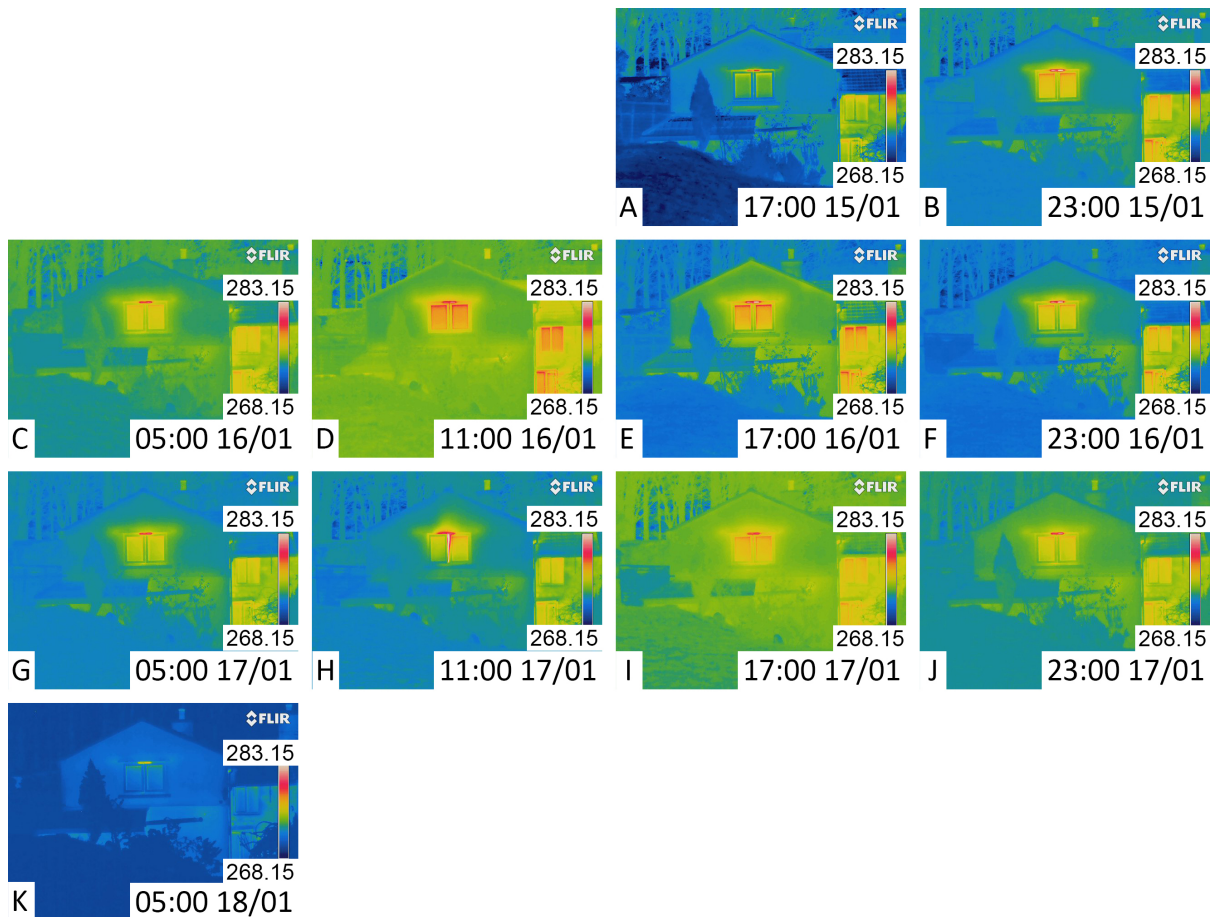 FLIR
283.15
268.15
A
17:00 15/01
FLIR
283.15
268.15
B
23:00 15/01
FLIR
283.15
268.15
C
05:00 16/01
FLIR
283.15
268.15
D
11:00 16/01
FLIR
283.15
268.15
E
17:00 16/01
FLIR
283.15
268.15
F
23:00 16/01
FLIR
283.15
268.15
G
05:00 17/01
FLIR
283.15
268.15
H
11:00 17/01
FLIR
283.15
268.15
I
17:00 17/01
FLIR
283.15
268.15
J
23:00 17/01
FLIR
283.15
268.15
K
05:00 18/01